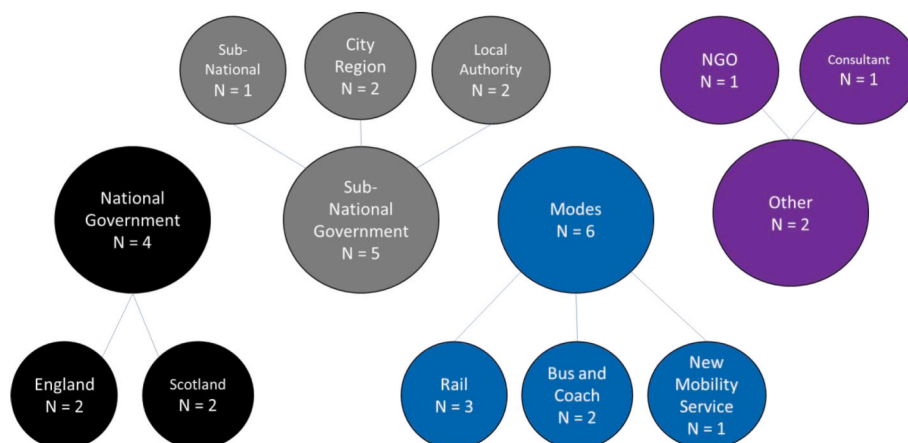 Sub-
National
N = 1
City
Region
N = 2
Local
Authority
N = 2
NGO
N = 1
Consultant
N = 1
National
Government
N = 4
Sub-
National
Government
N = 5
Modes
N = 6
Other
N = 2
England
N = 2
Scotland
N = 2
Rail
N = 3
Bus and
Coach
N = 2
New
Mobility
Service
N = 1